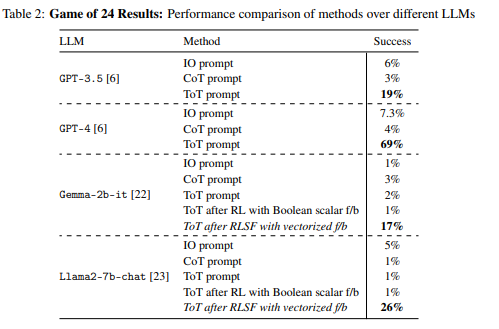 Table 2: Game of 24 Results: Performance comparison of methods over different LLMs
LLM Method Success
IO prompt 6%
GPT-3.5 [6] CoT prompt 3%
ToT prompt 19%
IO prompt 7.3%
GPT-4 [6] CoT prompt 4%
ToT prompt 69%
IO prompt 1%
CoT prompt 3%
Gemma-2b-it [22] ToT prompt 2%
ToT after RL with Boolean scalar f/b 1%
ToT after RLSF with vectorized f/b 17%
IO prompt 5%
CoT prompt 1%
Llama2-7b-chat [23] ToT prompt 1%
ToT after RL with Boolean scalar f/b 1%
ToT after RLSF with vectorized f/b 26%